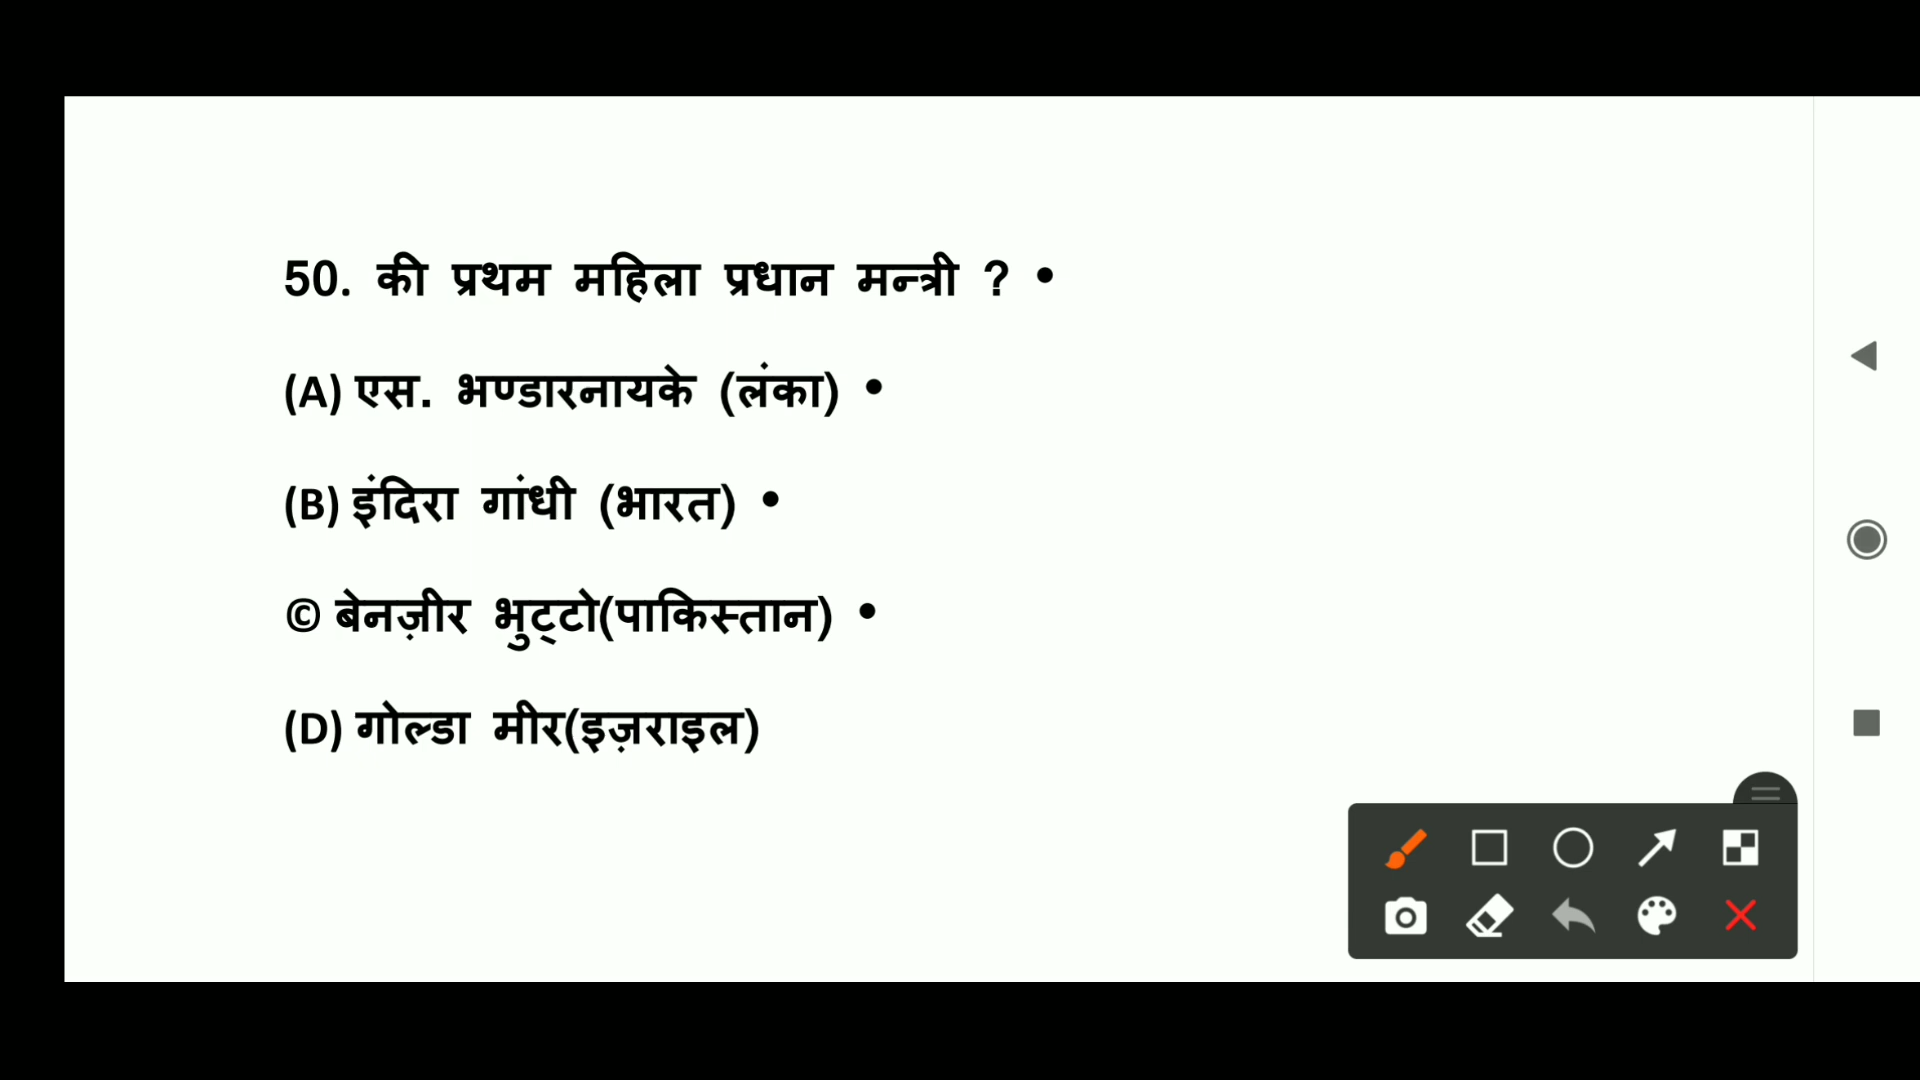 50. की प्रथम महिला प्रधान मन्त्री ? •
(A) एस. भण्डारनायके (लंका) •
(B) इंदिरा गांधी (भारत) •
© बेनज़ीर भुट्टो(पाकिस्तान) •
(D) गोल्डा मीर(इज़राइल)